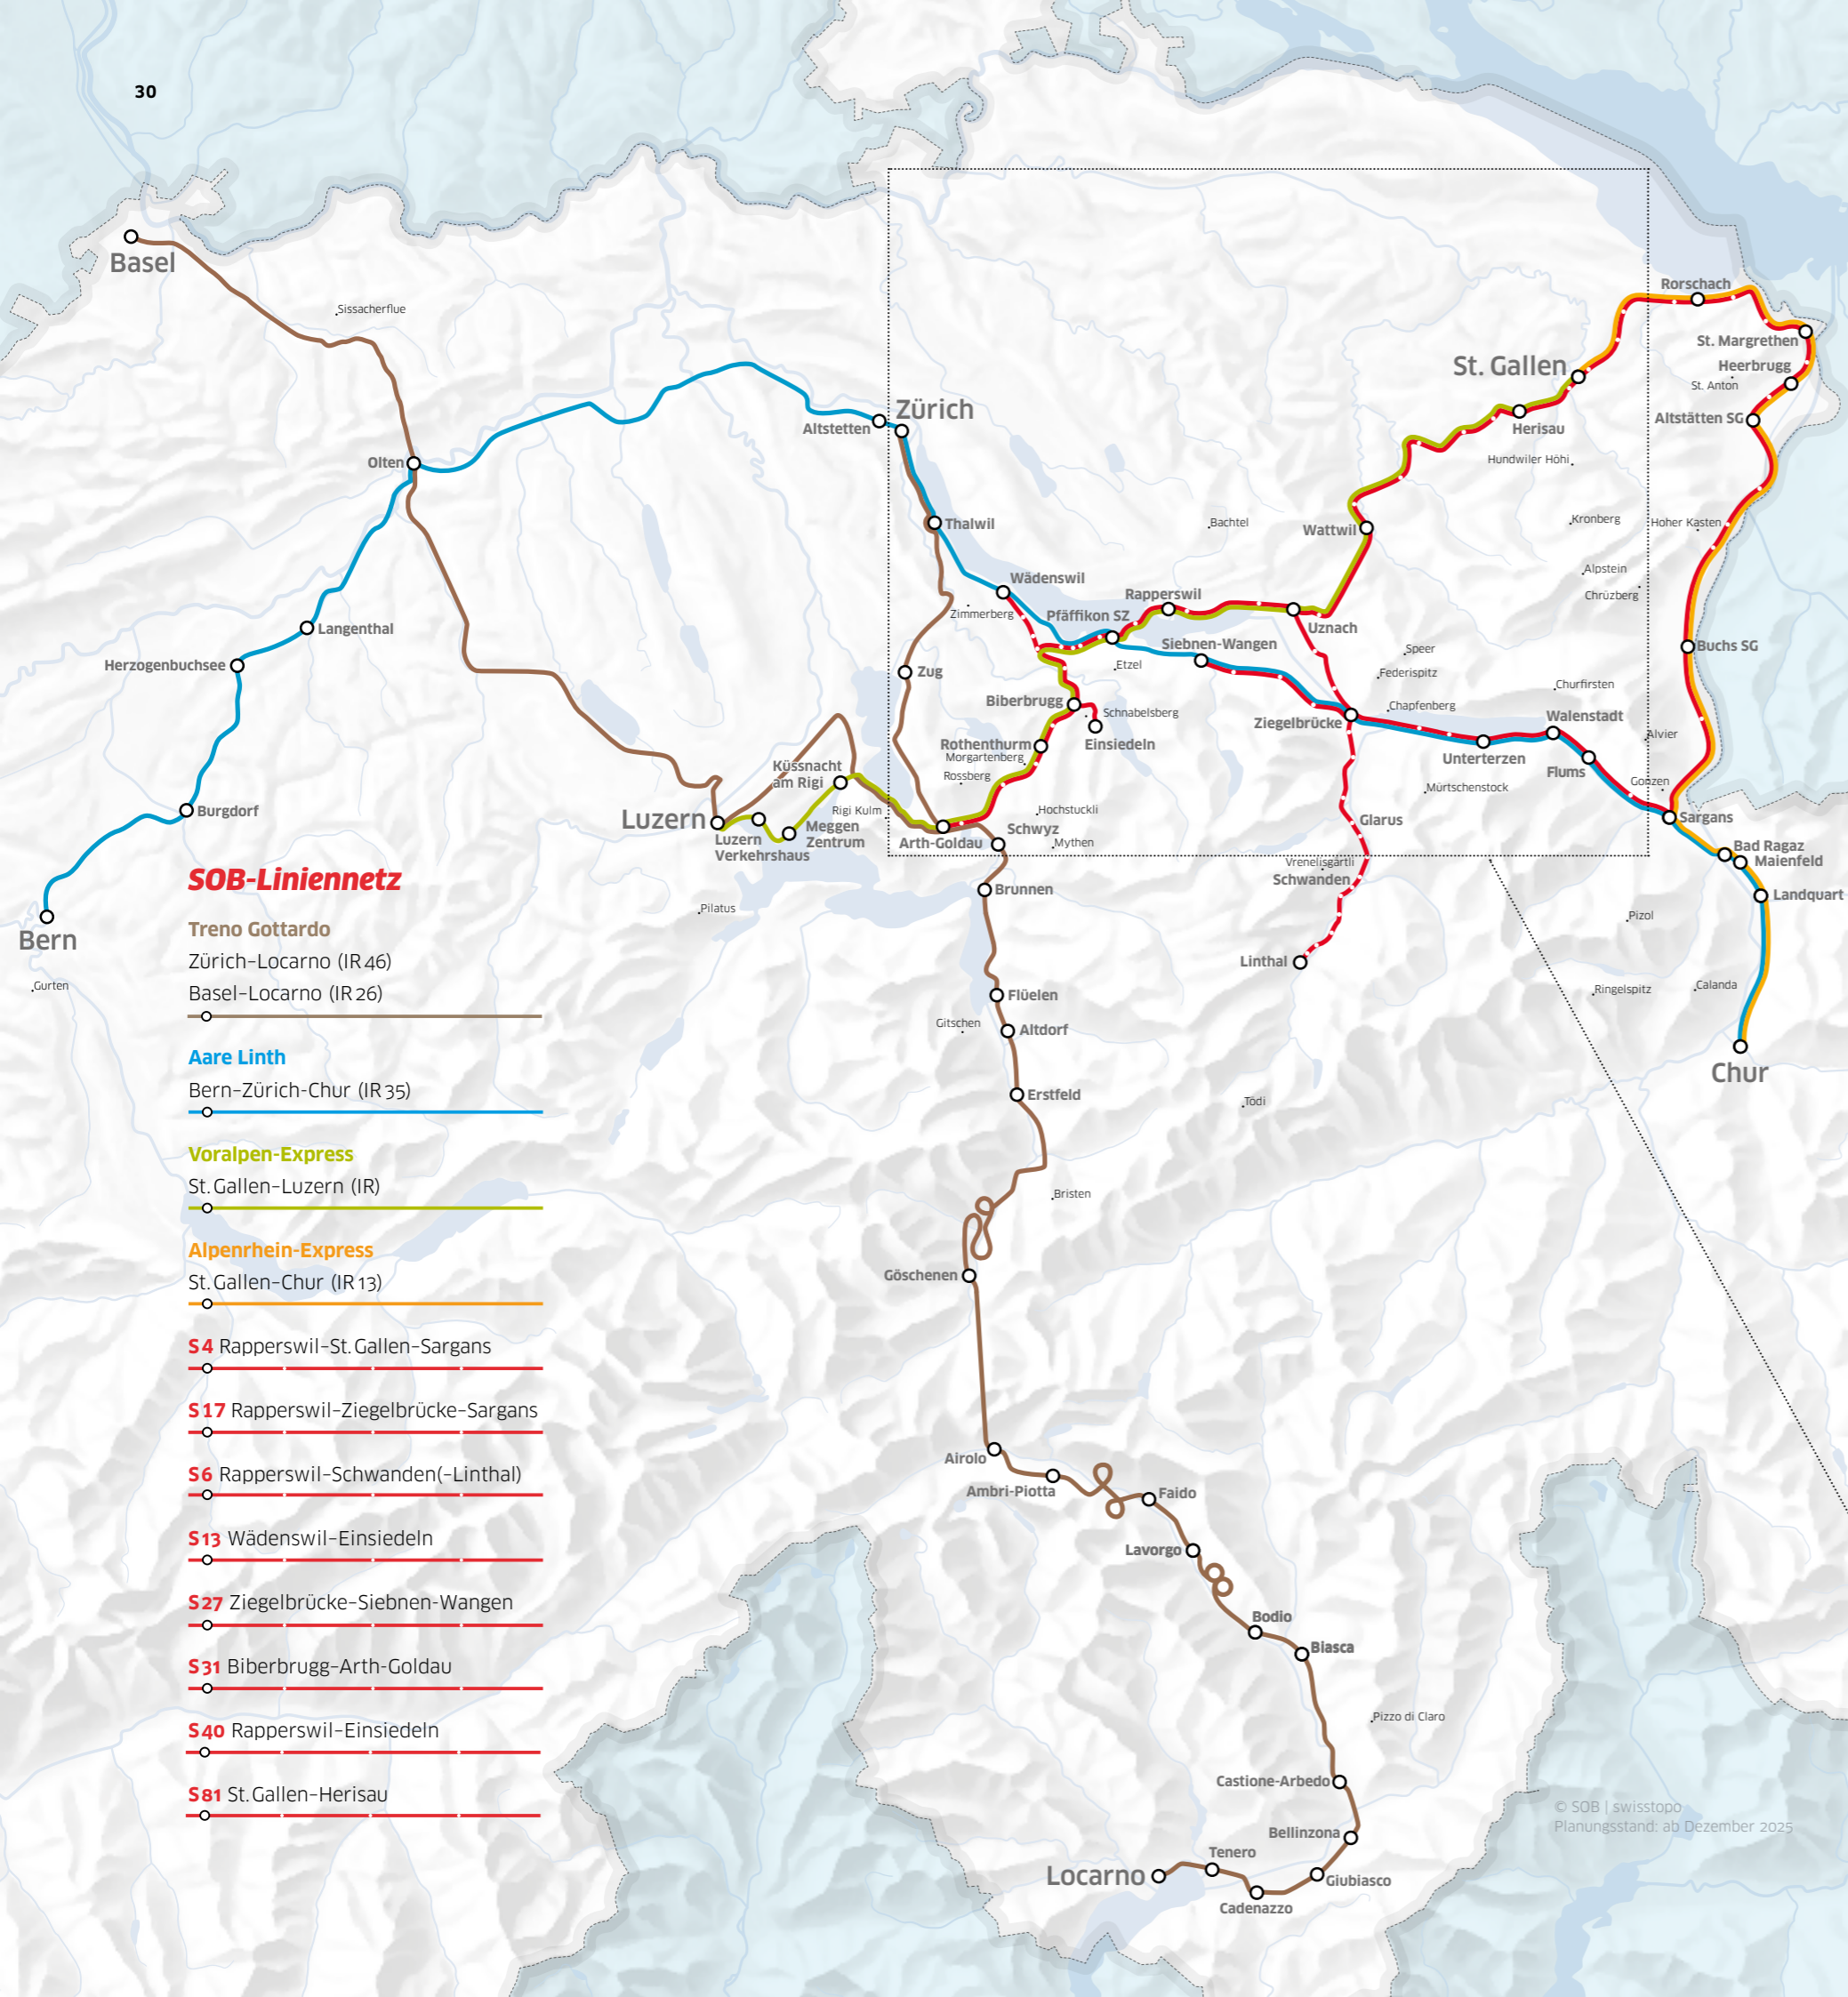 30
Basel
Sissacherflue
Rorschach
St. Margrethen
Heerbrugg
St. Anton
St. Gallen
Altstätten SG
Zürich
Altstetten
Herisau
Hundwiler Höhi
Olten
Thalwil
Bachtel
Wattwil
Kronberg
Hoher Kasten
Alpstein
Chrüzberg
Wädenswil
Zimmerberg
Rapperswil
Pfäffikon SZ
Uznach
Langenthal
Siebnen-Wangen
Speer
Buchs SG
Herzogenbuchsee
Zug
Etzel
Federispitz
Churfirsten
Biberbrugg
Schnabelsberg
Chapfenberg
Ziegelbrücke
Walenstadt
Alvier
Rothenthurm
Einsiedeln
Morgartenberg
Unterterzen
Flums
Küssnacht
am Rigi
Rossberg
Gonzen
Mürtschenstock
Burgdorf
Rigi Kulm
Hochstuckli
Luzern
Glarus
Sargans
Meggen
Zentrum
Luzern
Verkehrshaus
Arth-Goldau
Schwyz
Mythen
Bad Ragaz
Maienfeld
Vrenelisgärtli
Schwanden
Brunnen
Landquart
Pilatus
Pizol
Bern
Linthal
Gurten
Flüelen
Ringelspitz
Calanda
Gitschen
Altdorf
Chur
Erstfeld
Tödi
Bristen
Göschenen
Airolo
Ambri-Piotta
Faido
Lavorgo
Bodio
Biasca
Pizzo di Claro
Castione-Arbedo
Bellinzona
Tenero
Locarno
Giubiasco
Cadenazzo
SOB-Liniennetz
Treno Gottardo
Zürich–Locarno (IR 46)
Basel–Locarno (IR 26)
Aare Linth
Bern–Zürich-Chur (IR 35)
Voralpen-Express
St. Gallen–Luzern (IR)
Alpenrhein-Express
St. Gallen–Chur (IR 13)
S4 Rapperswil–St. Gallen–Sargans
S17 Rapperswil–Ziegelbrücke–Sargans
S6 Rapperswil–Schwanden(–Linthal)
S13 Wädenswil–Einsiedeln
S27 Ziegelbrücke–Siebnen-Wangen
S31 Biberbrugg–Arth-Goldau
S40 Rapperswil–Einsiedeln
S81 St. Gallen–Herisau
© SOB | swisstopo
Planungsstand: ab Dezember 2025